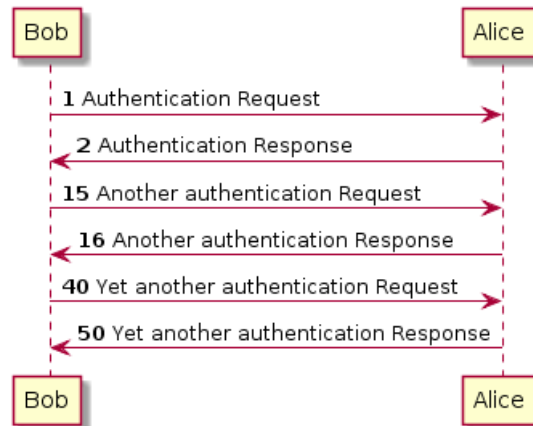 Bob Alice
1 Authentication Request
2 Authentication Response
15 Another authentication Request
16 Another authentication Response
40 Yet another authentication Request
50 Yet another authentication Response
Bob Alice